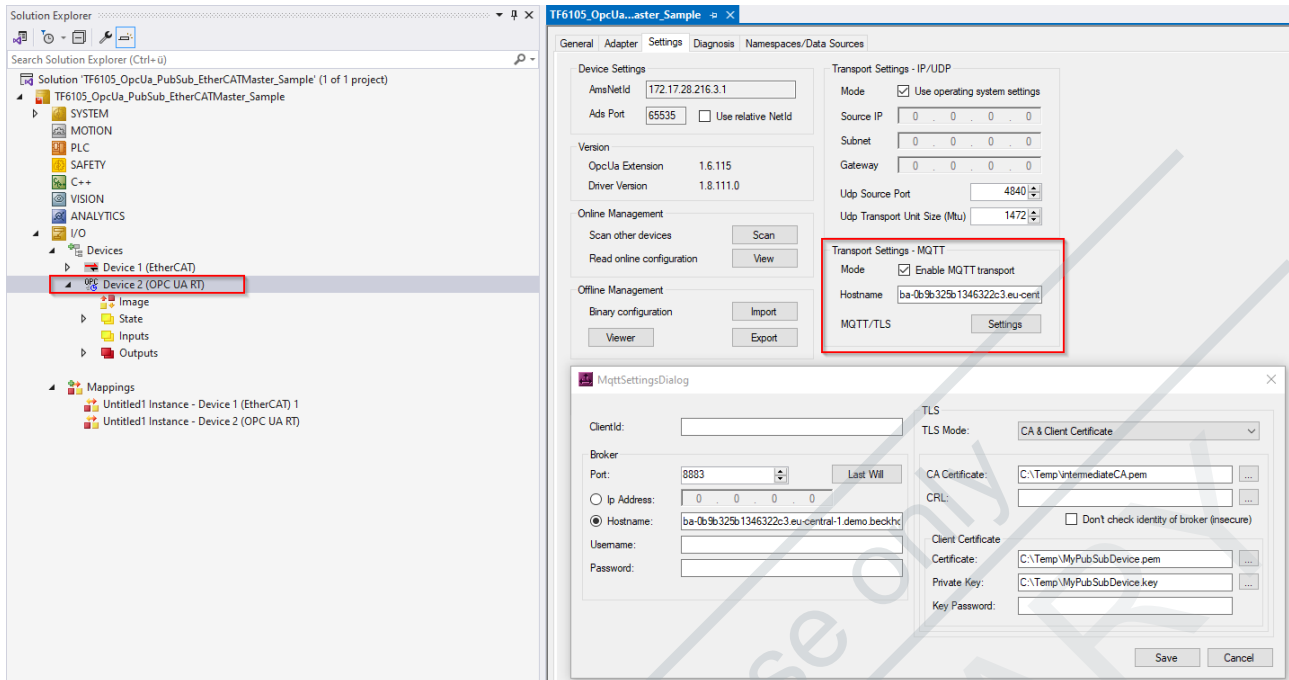 Solution Explorer
Search Solution Explorer (Ctrl+ü)
Solution 'TF6105_OpcUa_PubSub_EtherCATMaster_Sample' (1 of 1 project)
TF6105_OpcUa_PubSub_EtherCATMaster_Sample
SYSTEM
MOTION
PLC
SAFETY
C++
VISION
ANALYTICS
I/O
Devices
Device 1 (EtherCAT)
Device 2 (OPC UA RT)
Image
State
Inputs
Outputs
Mappings
Untitled1 Instance - Device 1 (EtherCAT) 1
Untitled1 Instance - Device 2 (OPC UA RT)
TF6105_OpcUa...aster_Sample
General Adapter Settings Diagnosis Namespaces/Data Sources
Device Settings
AmsNetId 172.17.28.216.3.1
Ads Port 65535 Use relative NetId
Version
OpcUa Extension 1.6.115
Driver Version 1.8.111.0
Online Management
Scan other devices Scan
Read online configuration View
Offline Management
Binary configuration Import
Viewer Export
Transport Settings - IP/UDP
Mode Use operating system settings
Source IP 0 . 0 . 0 . 0
Subnet 0 . 0 . 0 . 0
Gateway 0 . 0 . 0 . 0
Udp Source Port 4840
Udp Transport Unit Size (Mtu) 1472
Transport Settings - MQTT
Mode Enable MQTT transport
Hostname ba-0b9b325b1346322c3.eu-cent
MQTT/TLS Settings
MqttSettingsDialog
ClientId:
Broker
Port: 8883 Last Will
Ip Address: 0 . 0 . 0 . 0
Hostname: ba-0b9b325b1346322c3.eu-central-1.demo.beckho
Username:
Password:
TLS
TLS Mode: CA & Client Certificate
CA Certificate: C:\Temp\intermediateCA.pem ...
CRL: ...
Don't check identity of broker (insecure)
Client Certificate
Certificate: C:\Temp\MyPubSubDevice.pem ...
Private Key: C:\Temp\MyPubSubDevice.key ...
Key Password:
Save Cancel